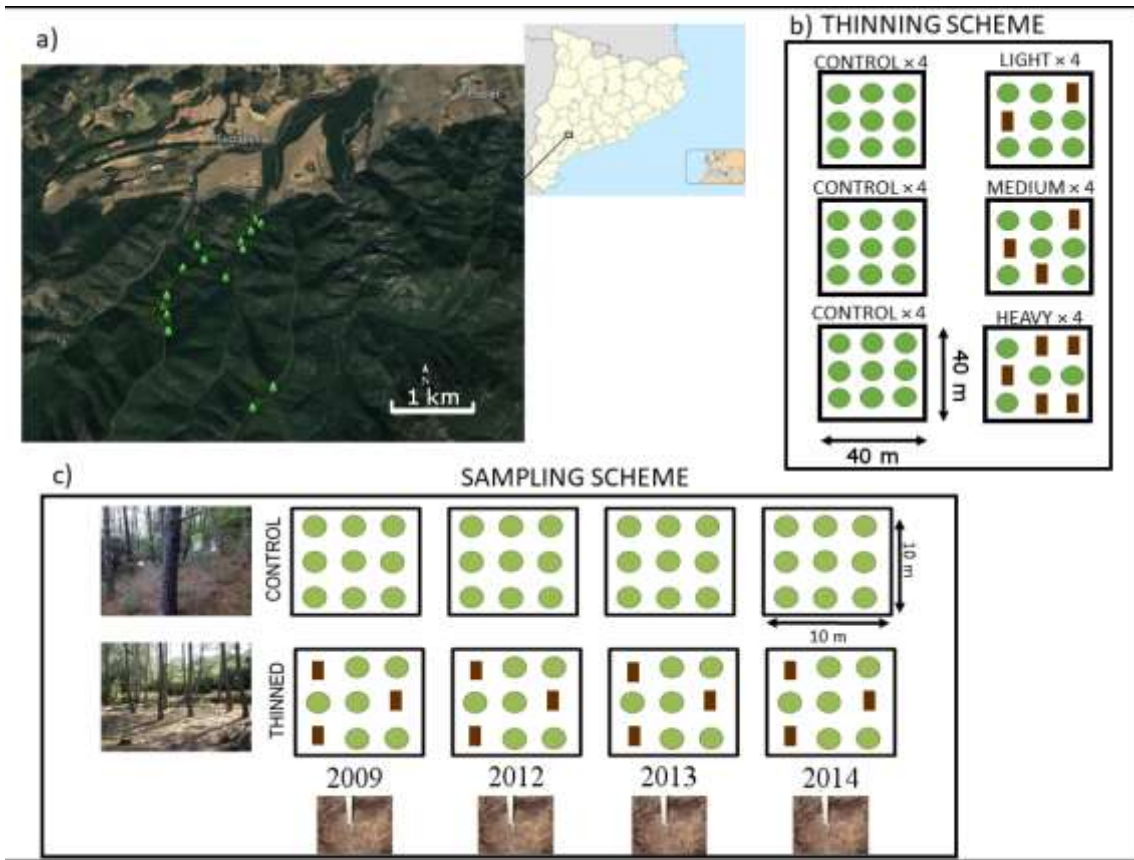 a)
1 km
N
b) THINNING SCHEME
CONTROL × 4
LIGHT × 4
CONTROL × 4
MEDIUM × 4
CONTROL × 4
HEAVY × 4
40 m
40 m
c)
SAMPLING SCHEME
CONTROL
10 m
10 m
THINNED
2009
2012
2013
2014